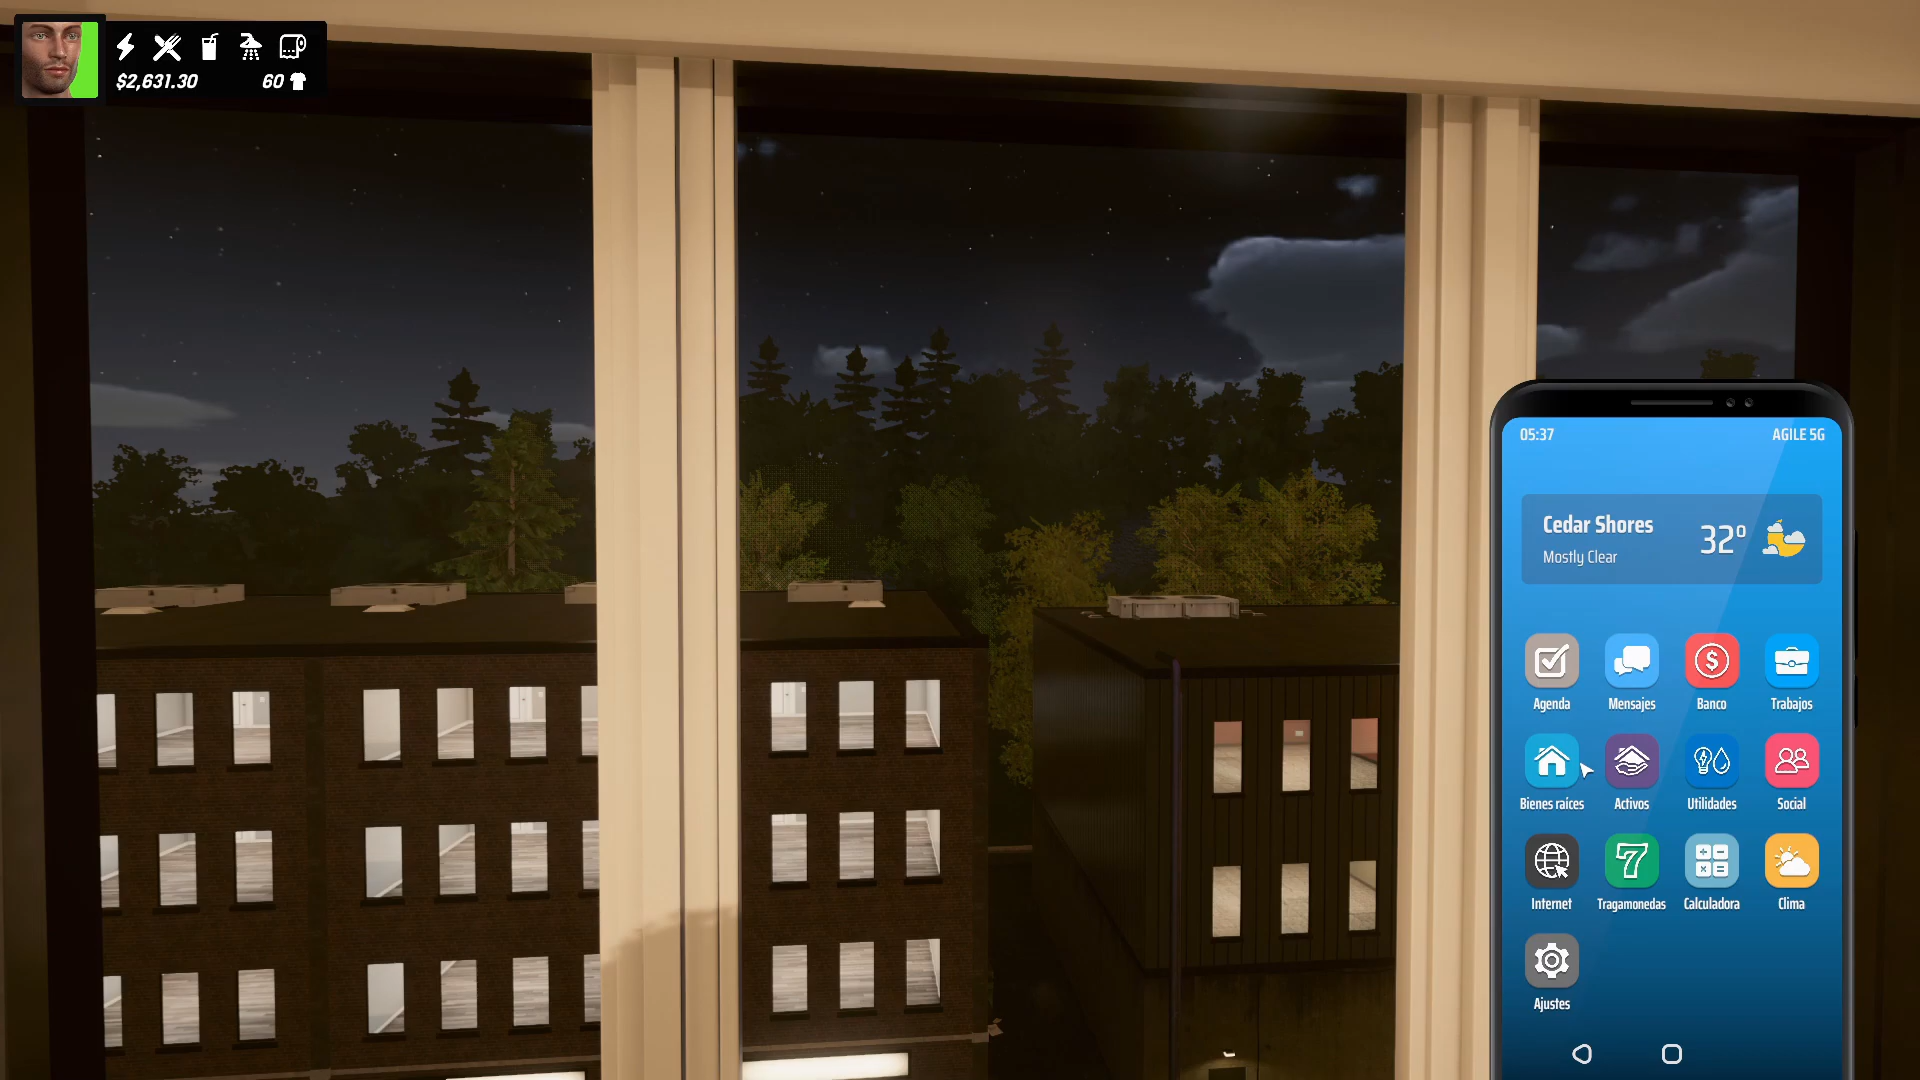 $2,631.30 60
05:37 AGILE 5G
Cedar Shores
32°
Mostly Clear
Agenda Mensajes Banco Trabajos
Bienes raíces Activos Utilidades Social
Internet Tragamonedas Calculadora Clima
Ajustes